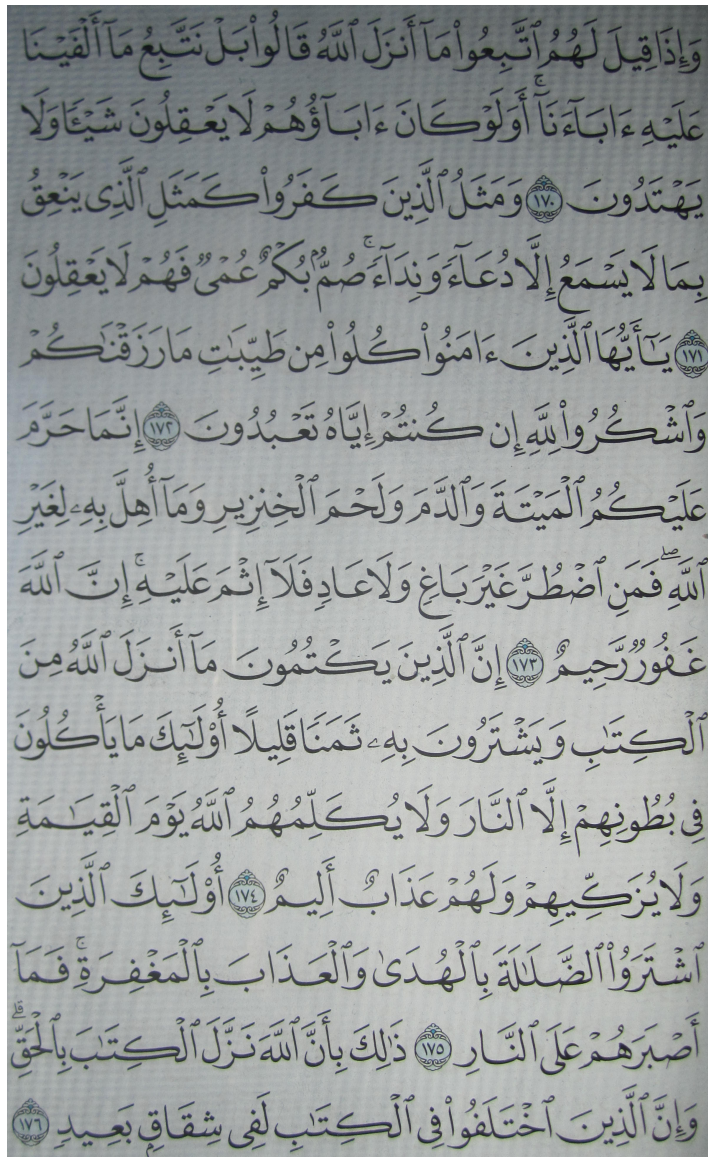 وَإِذَا قِيلَ لَهُمُ ٱتَّبِعُوا۟ مَآ أَنزَلَ ٱللَّهُ قَالُوا۟ بَلْ نَتَّبِعُ مَآ أَلْفَيْنَا
عَلَيْهِ ءَابَآءَنَآ ۚ أَوَلَوْ كَانَ ءَابَآؤُهُمْ لَا يَعْقِلُونَ شَيْـًٔا وَلَا
يَهْتَدُونَ ١٧٠ وَمَثَلُ ٱلَّذِينَ كَفَرُوا۟ كَمَثَلِ ٱلَّذِى يَنْعِقُ
بِمَا لَا يَسْمَعُ إِلَّا دُعَآءً وَنِدَآءً ۚ صُمٌّۢ بُكْمٌ عُمْىٌ فَهُمْ لَا يَعْقِلُونَ
١٧١ يَـٰٓأَيُّهَا ٱلَّذِينَ ءَامَنُوا۟ كُلُوا۟ مِن طَيِّبَـٰتِ مَا رَزَقْنَـٰكُمْ
وَٱشْكُرُوا۟ لِلَّهِ إِن كُنتُمْ إِيَّاهُ تَعْبُدُونَ ١٧٢ إِنَّمَا حَرَّمَ
عَلَيْكُمُ ٱلْمَيْتَةَ وَٱلدَّمَ وَلَحْمَ ٱلْخِنزِيرِ وَمَآ أُهِلَّ بِهِۦ لِغَيْرِ
ٱللَّهِ ۖ فَمَنِ ٱضْطُرَّ غَيْرَ بَاغٍ وَلَا عَادٍ فَلَآ إِثْمَ عَلَيْهِ ۚ إِنَّ ٱللَّهَ
غَفُورٌ رَّحِيمٌ ١٧٣ إِنَّ ٱلَّذِينَ يَكْتُمُونَ مَآ أَنزَلَ ٱللَّهُ مِنَ
ٱلْكِتَـٰبِ وَيَشْتَرُونَ بِهِۦ ثَمَنًا قَلِيلًا أُو۟لَـٰٓئِكَ مَا يَأْكُلُونَ
فِى بُطُونِهِمْ إِلَّا ٱلنَّارَ وَلَا يُكَلِّمُهُمُ ٱللَّهُ يَوْمَ ٱلْقِيَـٰمَةِ
وَلَا يُزَكِّيهِمْ وَلَهُمْ عَذَابٌ أَلِيمٌ ١٧٤ أُو۟لَـٰٓئِكَ ٱلَّذِينَ
ٱشْتَرَوُا۟ ٱلضَّلَـٰلَةَ بِٱلْهُدَىٰ وَٱلْعَذَابَ بِٱلْمَغْفِرَةِ ۚ فَمَآ
أَصْبَرَهُمْ عَلَى ٱلنَّارِ ١٧٥ ذَٰلِكَ بِأَنَّ ٱللَّهَ نَزَّلَ ٱلْكِتَـٰبَ بِٱلْحَقِّ ۗ
وَإِنَّ ٱلَّذِينَ ٱخْتَلَفُوا۟ فِى ٱلْكِتَـٰبِ لَفِى شِقَاقٍۭ بَعِيدٍ ١٧٦